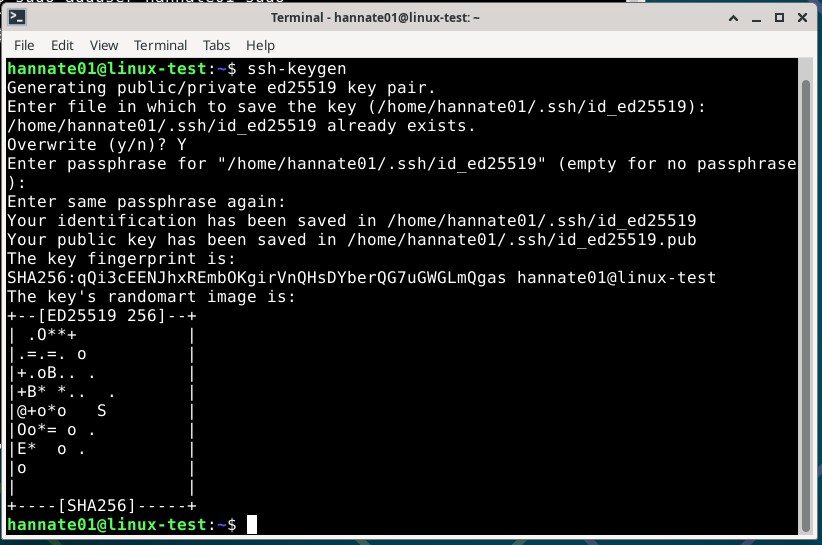 Terminal - hannate01@linux-test: ~
File Edit View Terminal Tabs Help
hannate01@linux-test:~$ ssh-keygen
Generating public/private ed25519 key pair.
Enter file in which to save the key (/home/hannate01/.ssh/id_ed25519):
/home/hannate01/.ssh/id_ed25519 already exists.
Overwrite (y/n)? Y
Enter passphrase for "/home/hannate01/.ssh/id_ed25519" (empty for no passphrase
):
Enter same passphrase again:
Your identification has been saved in /home/hannate01/.ssh/id_ed25519
Your public key has been saved in /home/hannate01/.ssh/id_ed25519.pub
The key fingerprint is:
SHA256:qQi3cEENJhxREmbOKgirVnQHsDYberQG7uGWGLmQgas hannate01@linux-test
The key's randomart image is:
+--[ED25519 256]--+
| .O**+           |
|.=.=. o          |
|+.oB.. .         |
|+B* *..  .       |
|@+o*o   S        |
|Oo*= o .         |
|E*  o .          |
|o                |
|                 |
+----[SHA256]-----+
hannate01@linux-test:~$